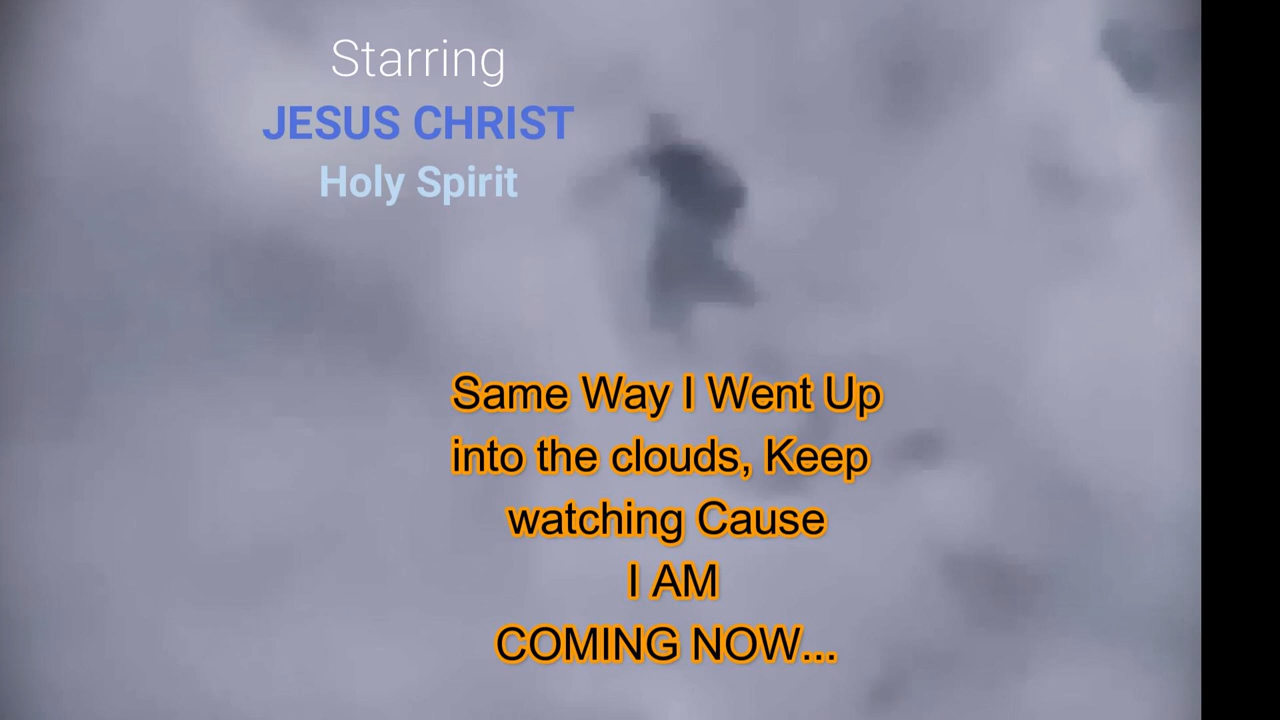 Starring
JESUS CHRIST
Holy Spirit
Same Way I Went Up
into the clouds, Keep
watching Cause
I AM
COMING NOW...